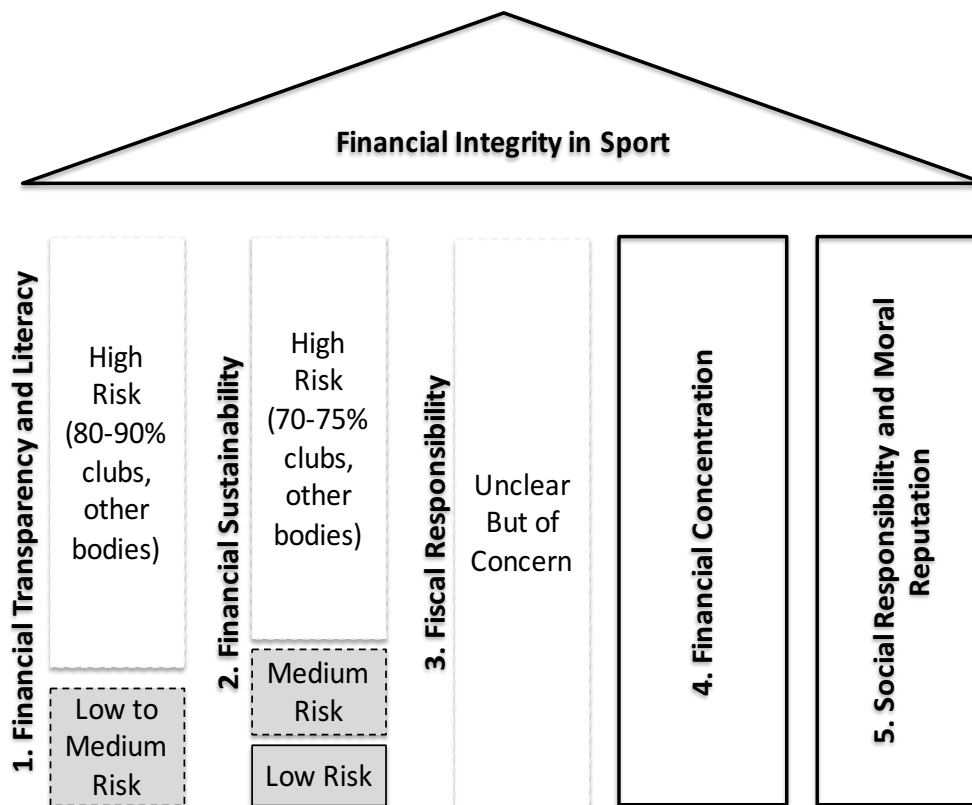 Financial Integrity in Sport
1. Financial Transparency and Literacy
High
Risk
(80-90%
clubs,
other
bodies)
Low to
Medium
Risk
2. Financial Sustainability
High
Risk
(70-75%
clubs,
other
bodies)
Medium
Risk
Low Risk
3. Fiscal Responsibility
Unclear
But of
Concern
4. Financial Concentration
5. Social Responsibility and Moral
Reputation